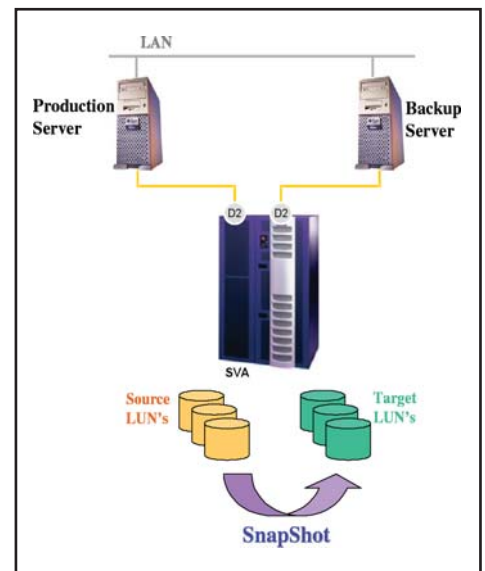 LAN
Production
Server
Backup
Server
D2
D2
SVA
Source
LUN's
Target
LUN's
SnapShot